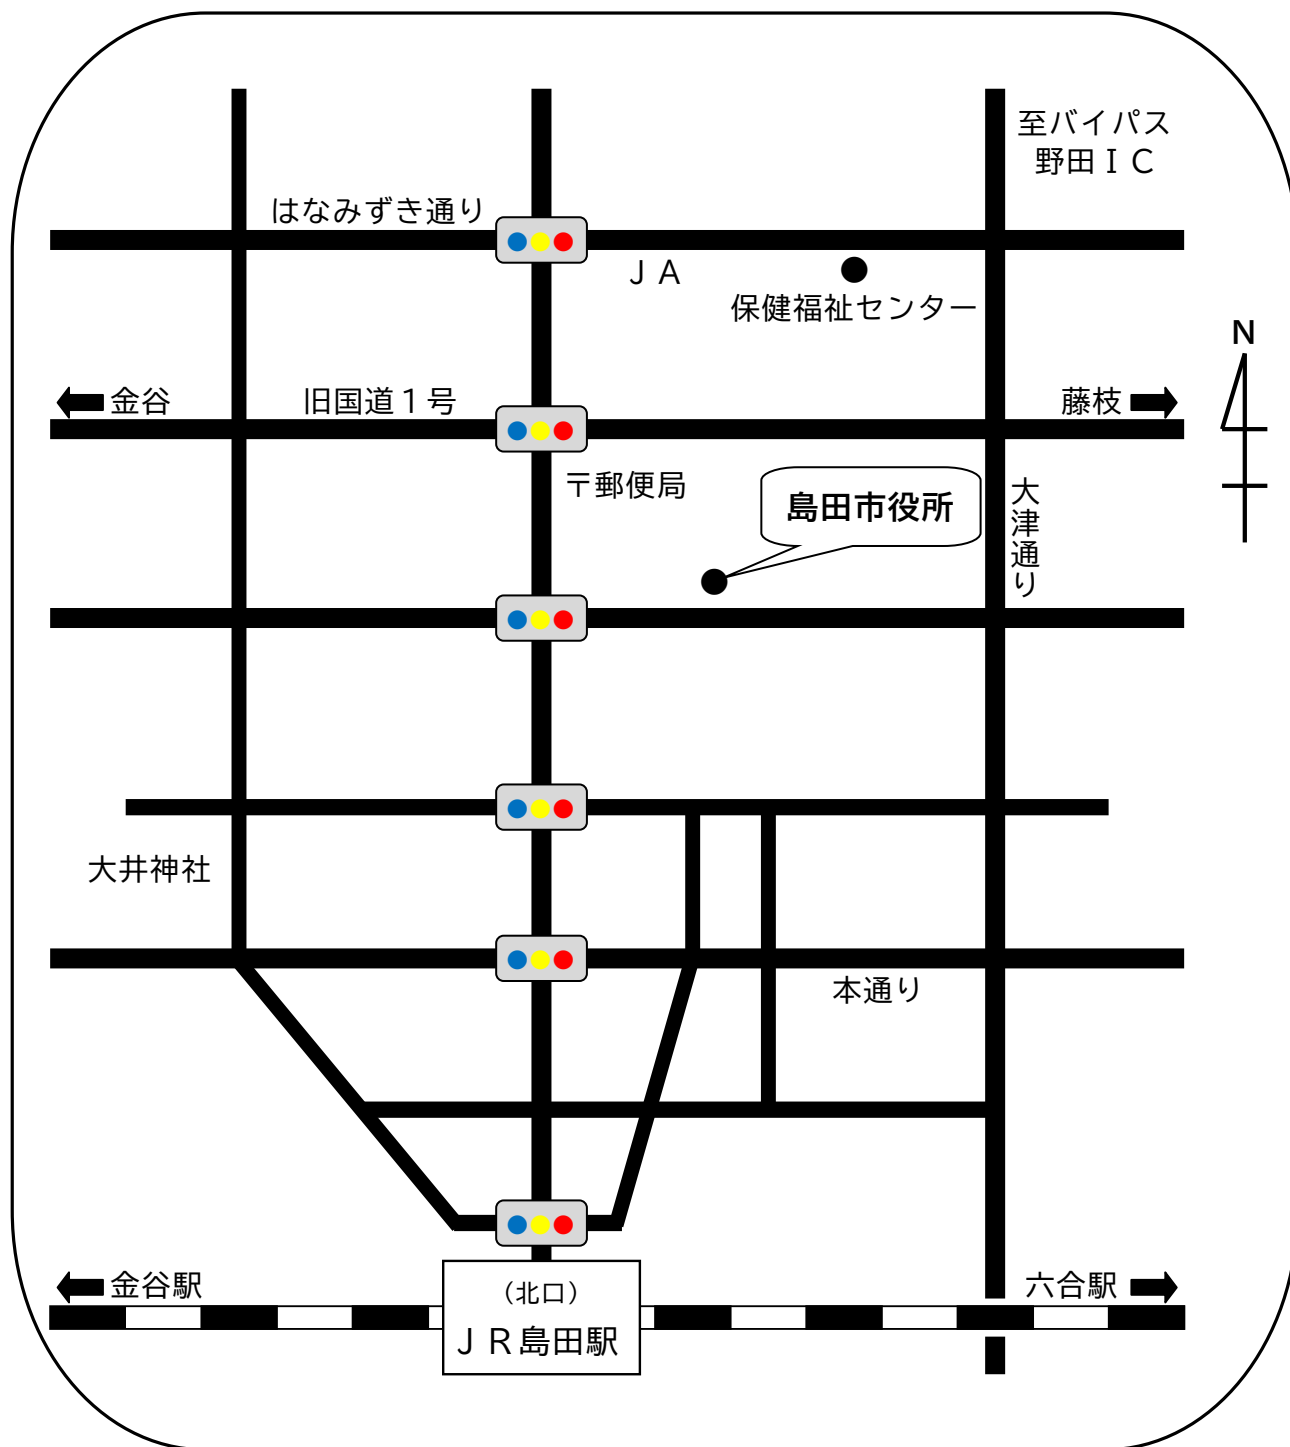 至バイパス
野田ＩＣ
はなみずき通り
ＪＡ
保健福祉センター
N
金谷
旧国道１号
藤枝
〒郵便局
島田市役所
大津通り
大井神社
本通り
金谷駅
（北口）
ＪＲ島田駅
六合駅